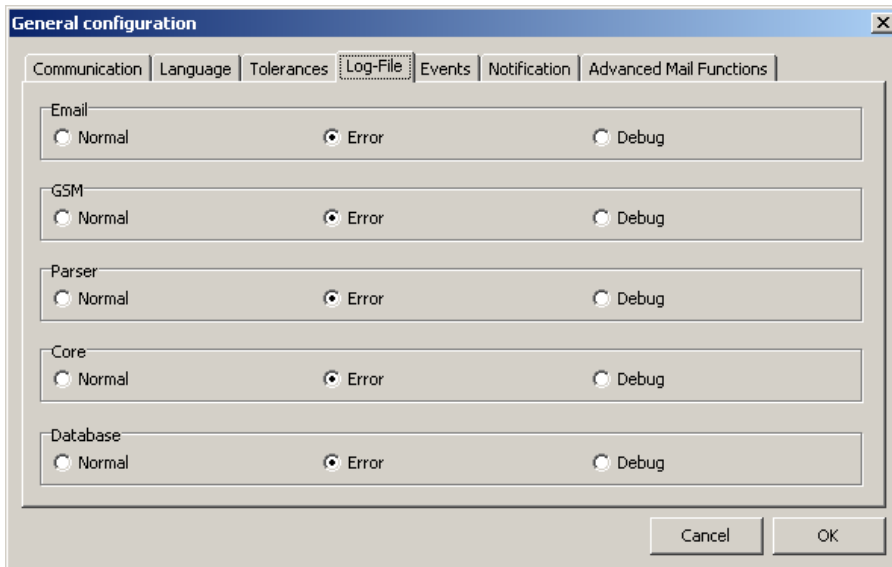 General configuration
Communication Language Tolerances Log-File Events Notification Advanced Mail Functions
Email
Normal Error Debug
GSM
Normal Error Debug
Parser
Normal Error Debug
Core
Normal Error Debug
Database
Normal Error Debug
Cancel OK